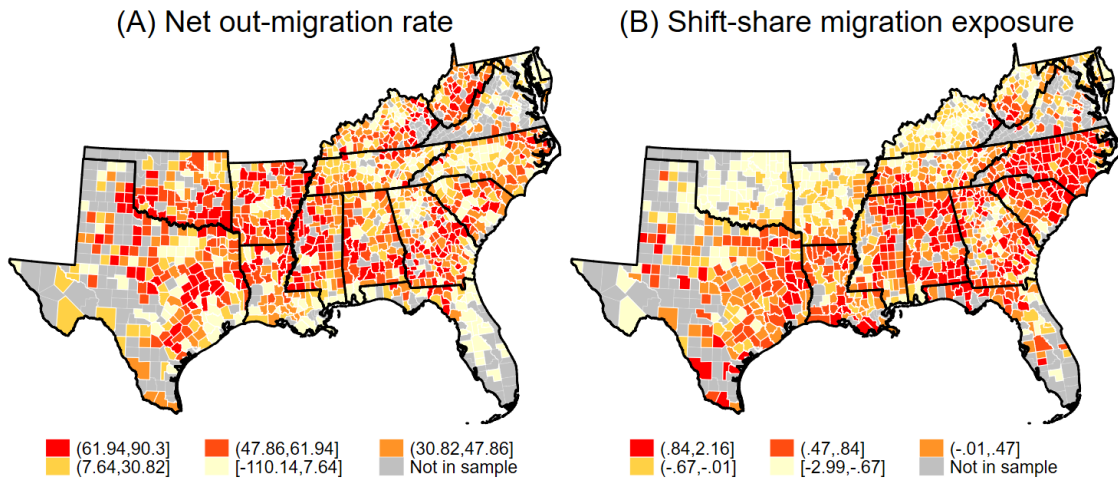 (A) Net out-migration rate
(B) Shift-share migration exposure
(61.94,90.3] (47.86,61.94] (30.82,47.86]
(7.64,30.82] [-110.14,7.64] Not in sample
(.84,2.16] (.47,.84] (-.01,.47]
(-.67,-.01] [-2.99,-.67] Not in sample